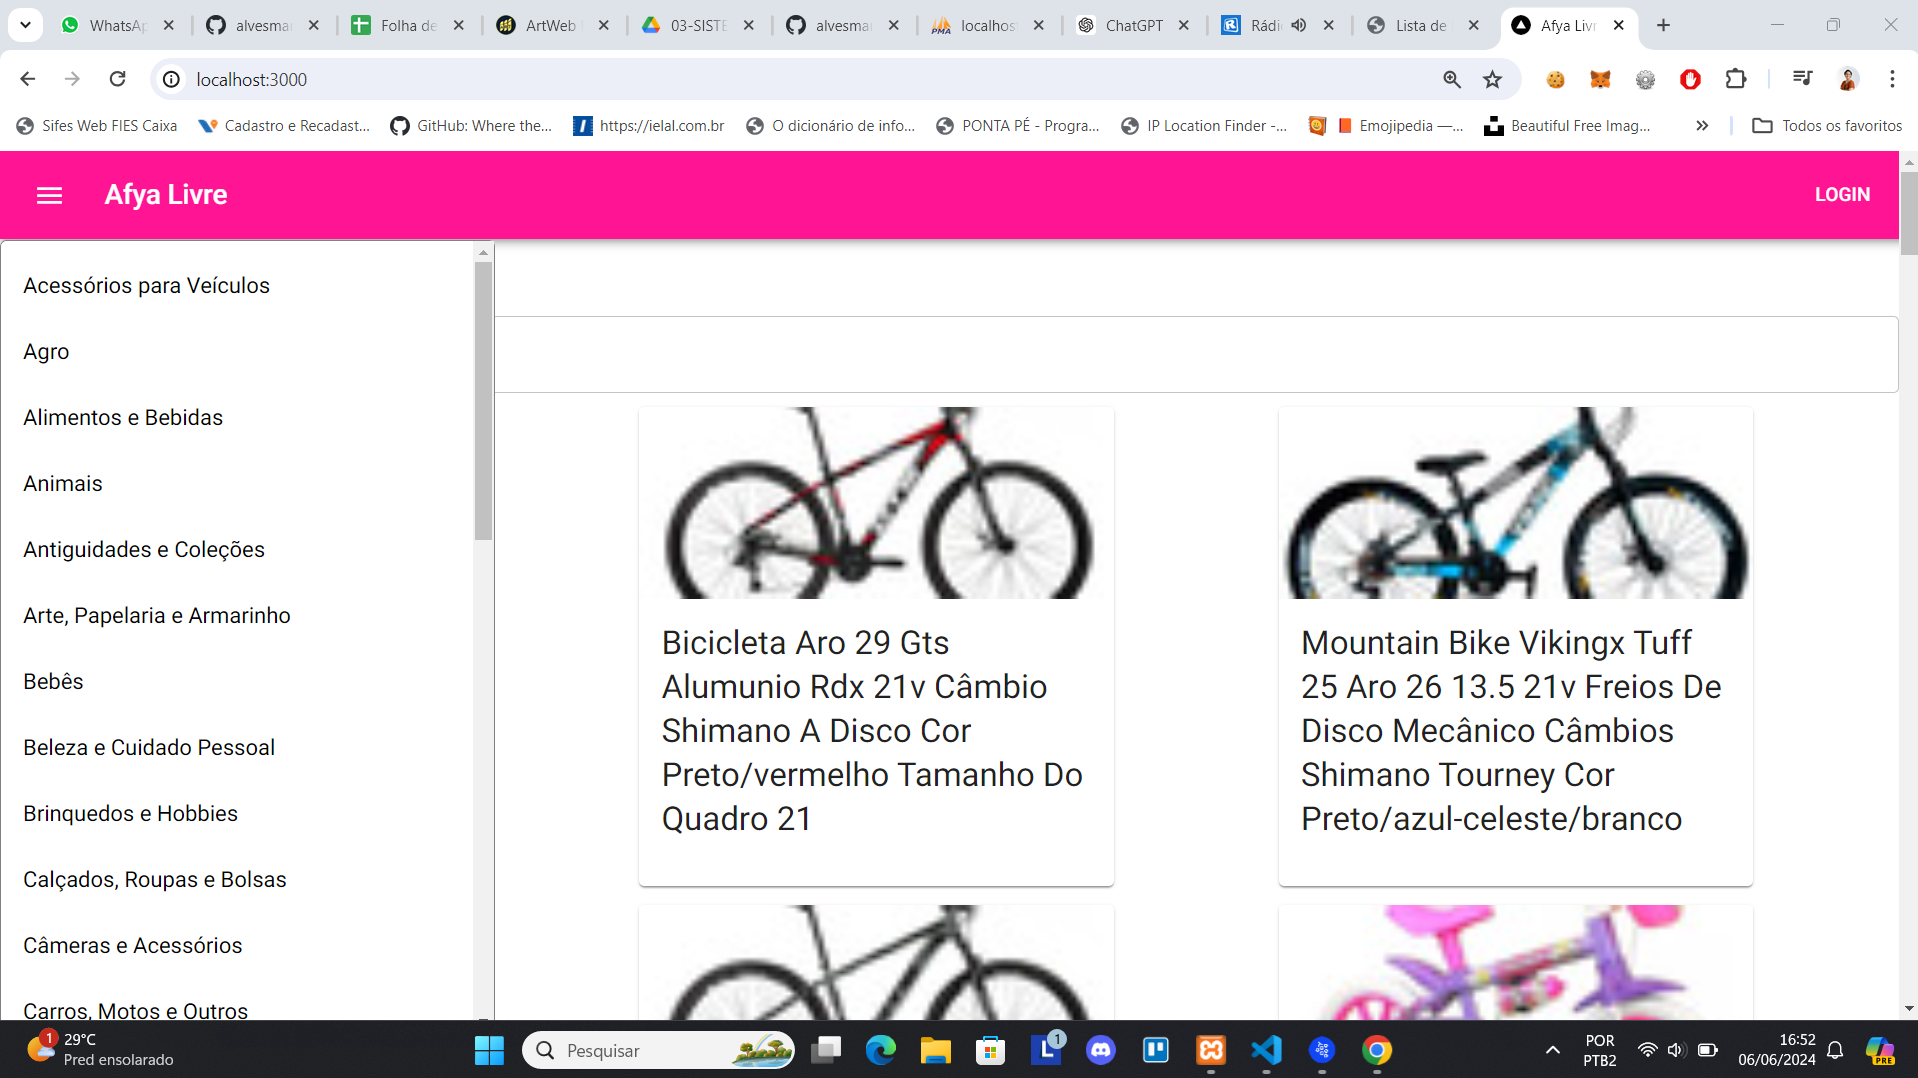 WhatsAp
alvesmar
Folha de
ArtWeb
03-SISTE
alvesmar
localhos
ChatGPT
Rádi
Lista de
Afya Livr
localhost:3000
Sifes Web FIES Caixa
Cadastro e Recadast...
GitHub: Where the...
https://ielal.com.br
O dicionário de info...
PONTA PÉ - Progra...
IP Location Finder -...
Emojipedia —...
Beautiful Free Imag...
Todos os favoritos
Afya Livre
LOGIN
Acessórios para Veículos
Agro
Alimentos e Bebidas
Animais
Antiguidades e Coleções
Arte, Papelaria e Armarinho
Bebês
Beleza e Cuidado Pessoal
Brinquedos e Hobbies
Calçados, Roupas e Bolsas
Câmeras e Acessórios
Carros, Motos e Outros
Bicicleta Aro 29 Gts
Alumunio Rdx 21v Câmbio
Shimano A Disco Cor
Preto/vermelho Tamanho Do
Quadro 21
Mountain Bike Vikingx Tuff
25 Aro 26 13.5 21v Freios De
Disco Mecânico Câmbios
Shimano Tourney Cor
Preto/azul-celeste/branco
1
29°C
Pred ensolarado
Pesquisar
1
POR
PTB2
16:52
06/06/2024
PRE